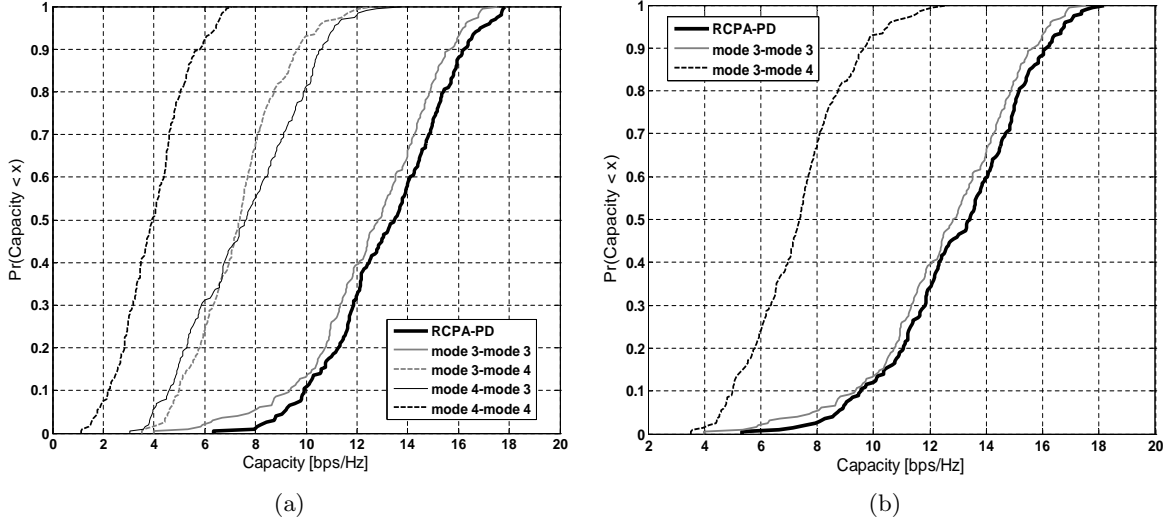 1
0.9
0.8
0.7
0.6
0.5
0.4
0.3
0.2
0.1
0
Pr(Capacity < x)
RCPA-PD
mode 3-mode 3
mode 3-mode 4
mode 4-mode 3
mode 4-mode 4
0 2 4 6 8 10 12 14 16 18 20
Capacity [bps/Hz]
(a)
1
0.9
0.8
0.7
0.6
0.5
0.4
0.3
0.2
0.1
0
Pr(Capacity < x)
RCPA-PD
mode 3-mode 3
mode 3-mode 4
2 4 6 8 10 12 14 16 18 20
Capacity [bps/Hz]
(b)